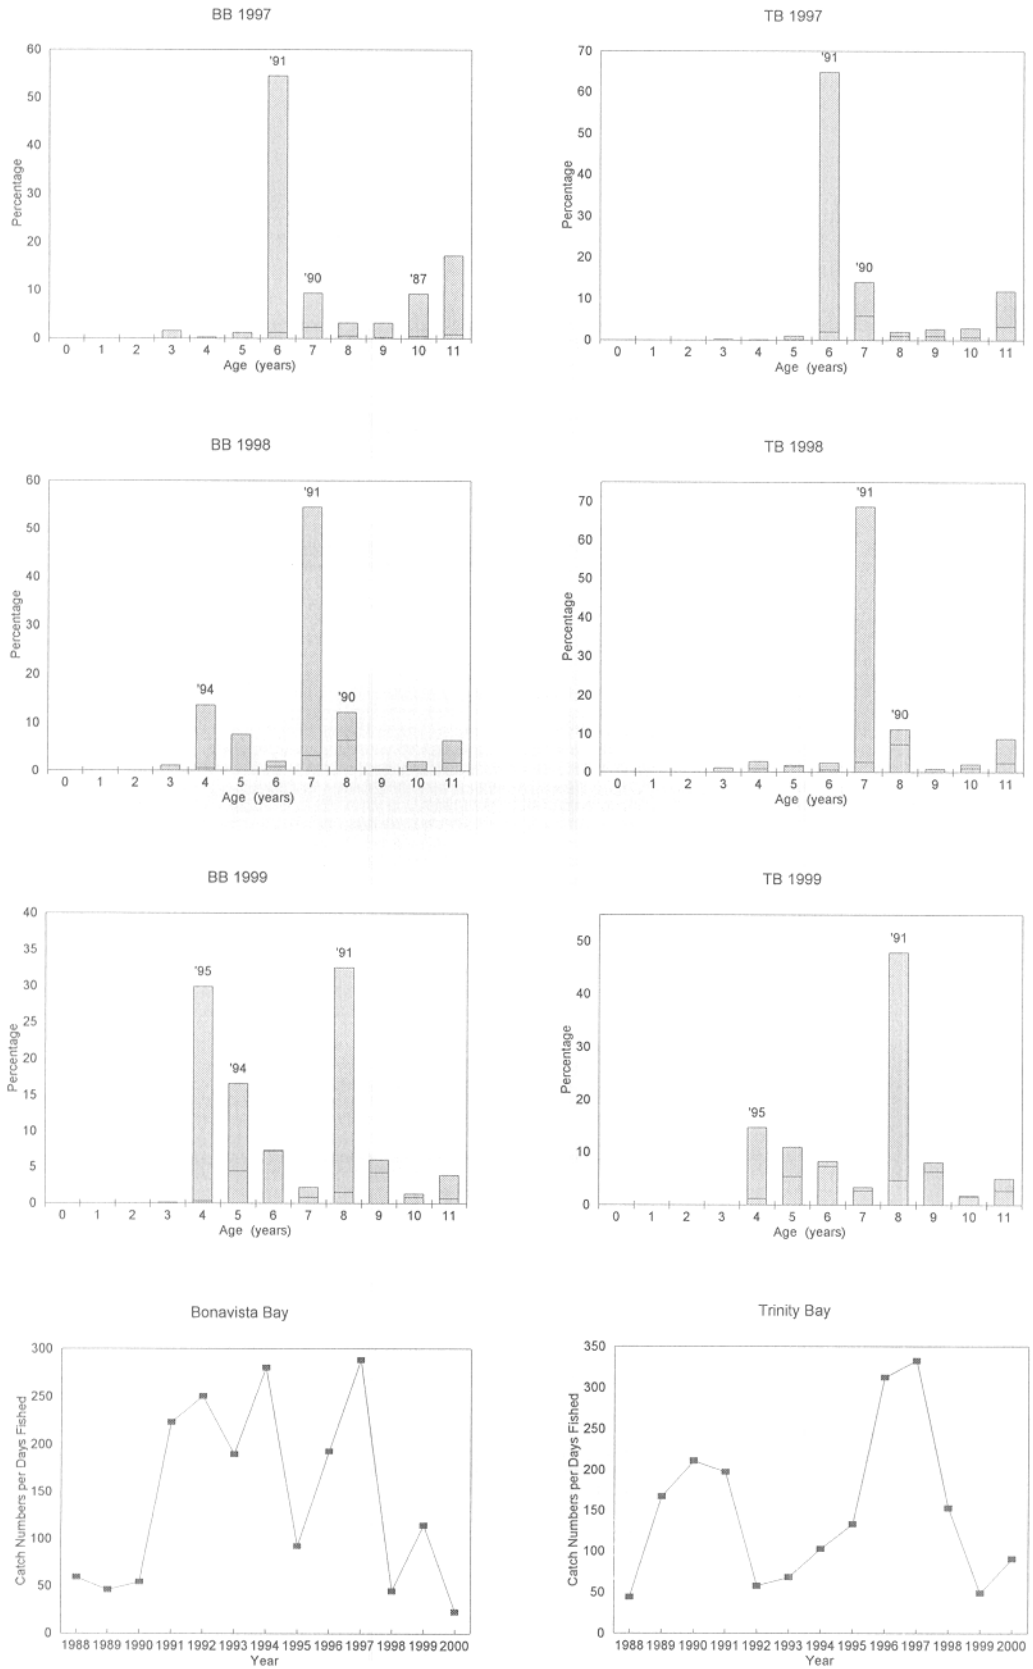 BB 1997
60
50
40
30
20
10
0
Percentage
'91
'90
'87
0 1 2 3 4 5 6 7 8 9 10 11
Age (years)
TB 1997
70
60
50
40
30
20
10
0
Percentage
'91
'90
0 1 2 3 4 5 6 7 8 9 10 11
Age (years)
BB 1998
60
50
40
30
20
10
0
Percentage
'94
'91
'90
0 1 2 3 4 5 6 7 8 9 10 11
Age (years)
TB 1998
70
60
50
40
30
20
10
0
Percentage
'91
'90
0 1 2 3 4 5 6 7 8 9 10 11
Age (years)
BB 1999
40
35
30
25
20
15
10
5
0
Percentage
'95
'94
'91
0 1 2 3 4 5 6 7 8 9 10 11
Age (years)
TB 1999
50
40
30
20
10
0
Percentage
'95
'91
0 1 2 3 4 5 6 7 8 9 10 11
Age (years)
Bonavista Bay
300
250
200
150
100
50
0
Catch Numbers per Days Fished
1988 1989 1990 1991 1992 1993 1994 1995 1996 1997 1998 1999 2000
Year
Trinity Bay
350
300
250
200
150
100
50
0
Catch Numbers per Days Fished
1988 1989 1990 1991 1992 1993 1994 1995 1996 1997 1998 1999 2000
Year